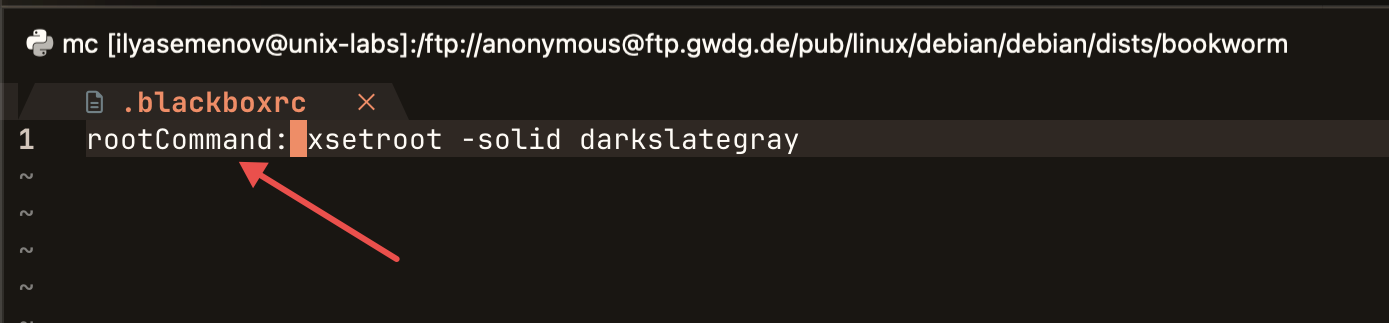 mc [ilyasemenov@unix-labs]:/ftp://anonymous@ftp.gwdg.de/pub/linux/debian/debian/dists/bookworm
.blackboxrc ×
1 rootCommand: xsetroot -solid darkslategray
~
~
~
~
~